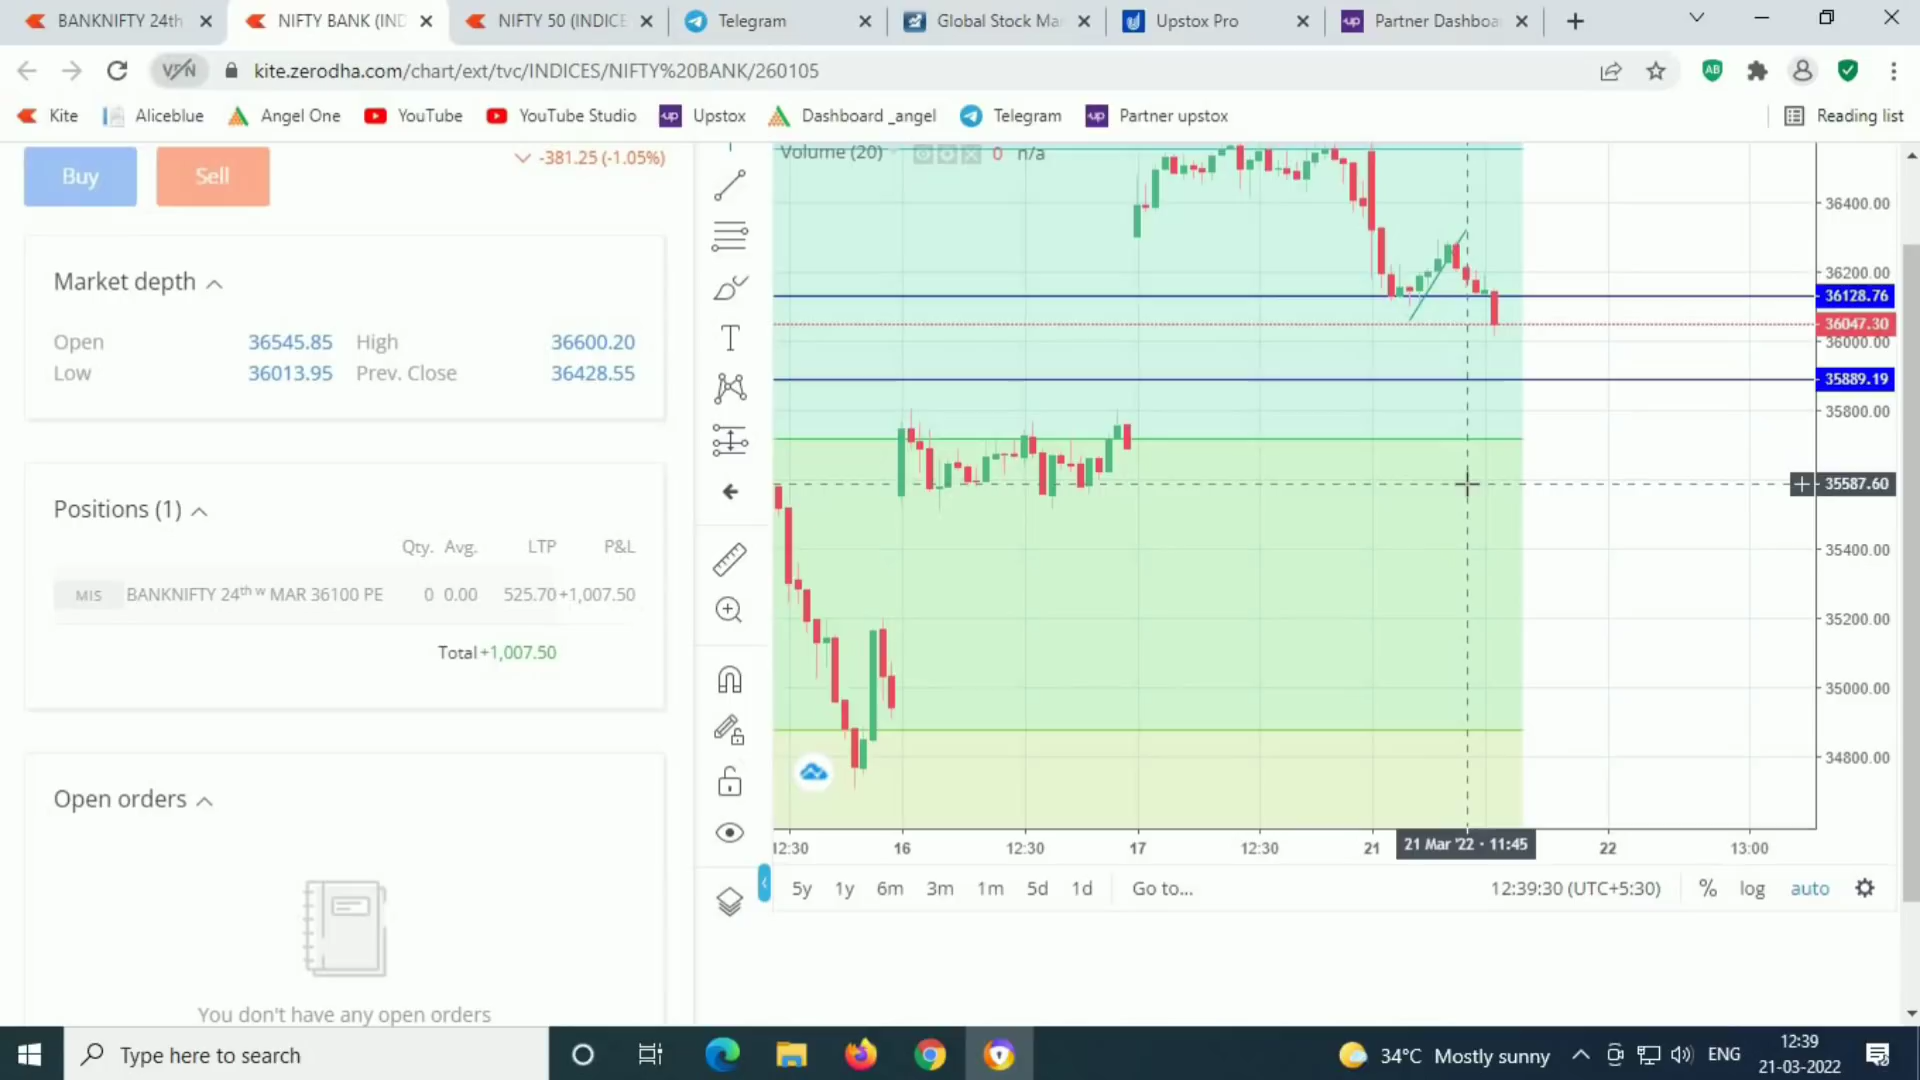 BANKNIFTY 24th
NIFTY BANK (IND
NIFTY 50 (INDICE
Telegram
Global Stock Ma
Upstox Pro
Partner Dashboa
VPN
kite.zerodha.com/chart/ext/tvc/INDICES/NIFTY%20BANK/260105
Kite
Aliceblue
Angel One
YouTube
YouTube Studio
Upstox
Dashboard _angel
Telegram
Partner upstox
Reading list
Buy
Sell
-381.25 (-1.05%)
Volume (20)
0 n/a
Market depth
Open 36545.85 High 36600.20
Low 36013.95 Prev. Close 36428.55
Positions (1)
Qty. Avg. LTP P&L
MIS BANKNIFTY 24th w MAR 36100 PE 0 0.00 525.70 +1,007.50
Total +1,007.50
Open orders
You don't have any open orders
36400.00
36200.00
36128.76
36047.30
36000.00
35889.19
35800.00
35587.60
35400.00
35200.00
35000.00
34800.00
12:30 16 12:30 17 12:30 21 21 Mar '22 · 11:45 22 13:00
5y 1y 6m 3m 1m 5d 1d Go to... 12:39:30 (UTC+5:30) % log auto
Type here to search
34°C Mostly sunny
ENG
12:39
21-03-2022